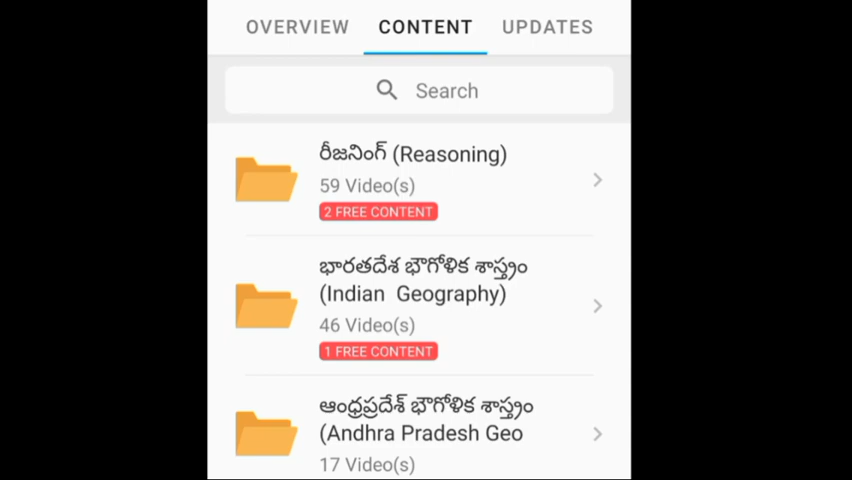 OVERVIEW CONTENT UPDATES
Search
రీజనింగ్ (Reasoning)
59 Video(s)
2 FREE CONTENT
భారతదేశ భౌగోళిక శాస్త్రం
(Indian Geography)
46 Video(s)
1 FREE CONTENT
ఆంధ్రప్రదేశ్ భౌగోళిక శాస్త్రం
(Andhra Pradesh Geo
17 Video(s)